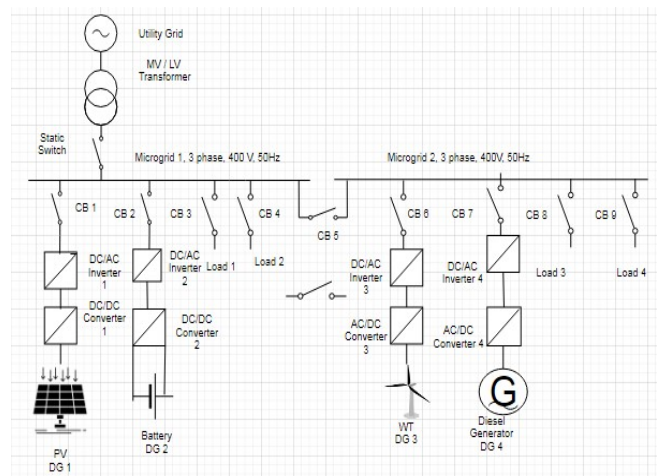 Utility Grid
MV / LV
Transformer
Static
Switch
Microgrid 1, 3 phase, 400 V, 50Hz
Microgrid 2, 3 phase, 400V, 50Hz
CB 1
CB 2
CB 3
CB 4
CB 5
CB 6
CB 7
CB 8
CB 9
Load 1
Load 2
Load 3
Load 4
DC/AC
Inverter
1
DC/AC
Inverter
2
DC/AC
Inverter
3
DC/AC
Inverter 4
DC/DC
Converter
1
DC/DC
Converter
2
AC/DC
Converter
3
AC/DC
Converter 4
G
PV
DG 1
Battery
DG 2
WT
DG 3
Diesel
Generator
DG 4